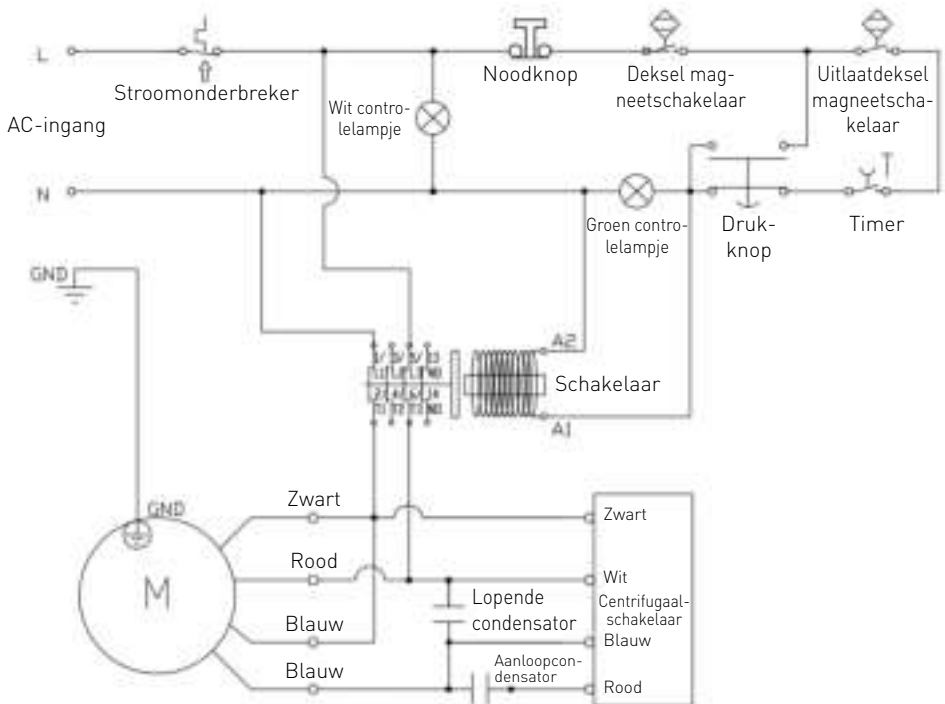 L
Stroomonderbreker
AC-ingang
Wit contro-
lelampje
Noodknop
Deksel mag-
neetschakelaar
Uitlaatdeksel
magneetscha-
kelaar
N
Groen contro-
lelampje
Druk-
knop
Timer
GND
A2
Schakelaar
A1
GND
M
Zwart
Rood
Blauw
Blauw
Lopende
condensator
Aanloopcon-
densator
Zwart
Wit
Centrifugaal-
schakelaar
Blauw
Rood